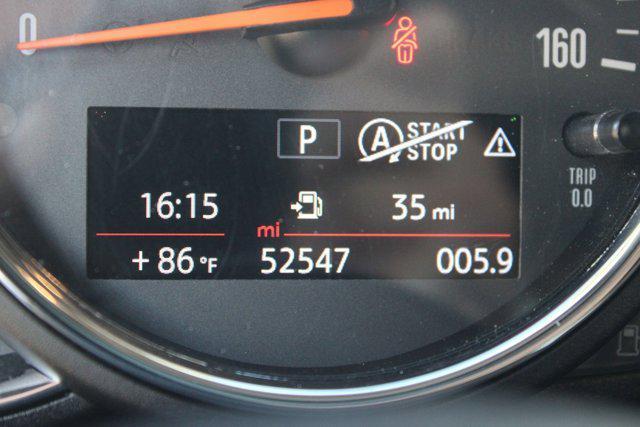 0
160
P
A START
STOP
TRIP
0.0
16:15
35 mi
mi
+ 86 °F
52547
005.9